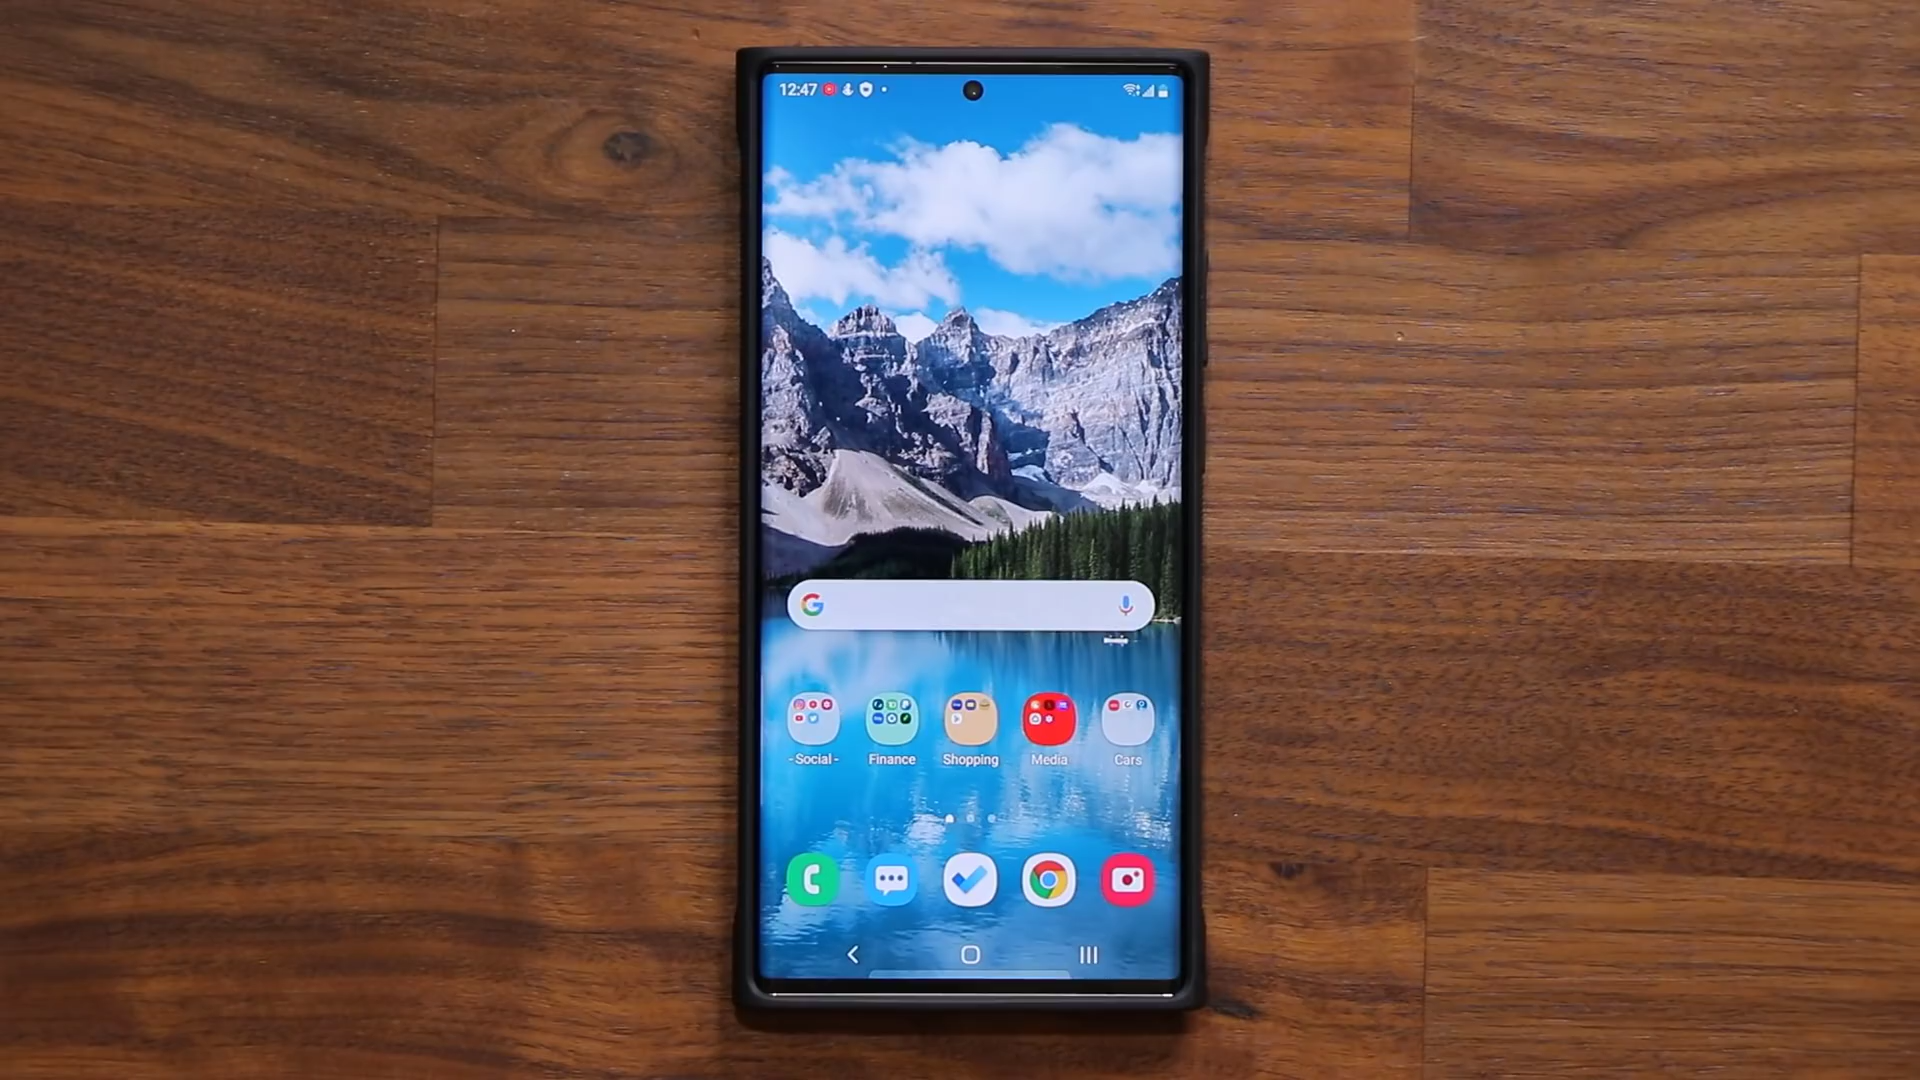 12:47
- Social -
Finance
Shopping
Media
Cars